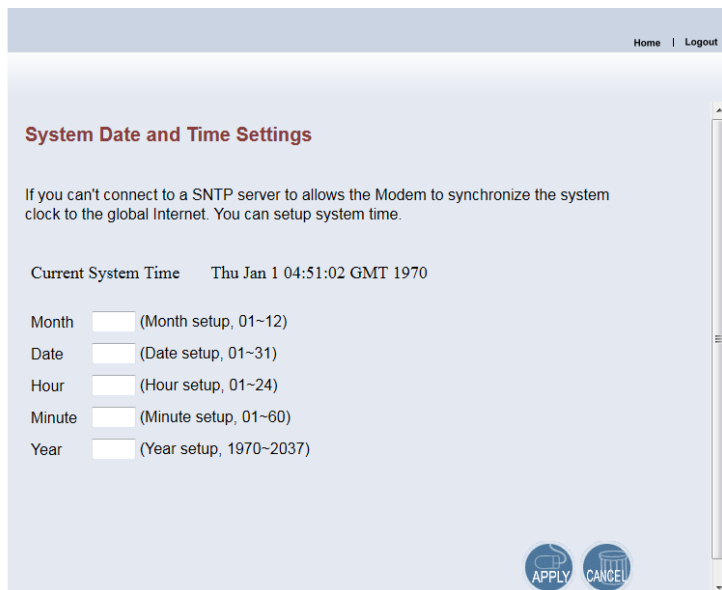 Home | Logout
System Date and Time Settings
If you can't connect to a SNTP server to allows the Modem to synchronize the system
clock to the global Internet. You can setup system time.
Current System Time Thu Jan 1 04:51:02 GMT 1970
Month (Month setup, 01~12)
Date (Date setup, 01~31)
Hour (Hour setup, 01~24)
Minute (Minute setup, 01~60)
Year (Year setup, 1970~2037)
APPLY CANCEL